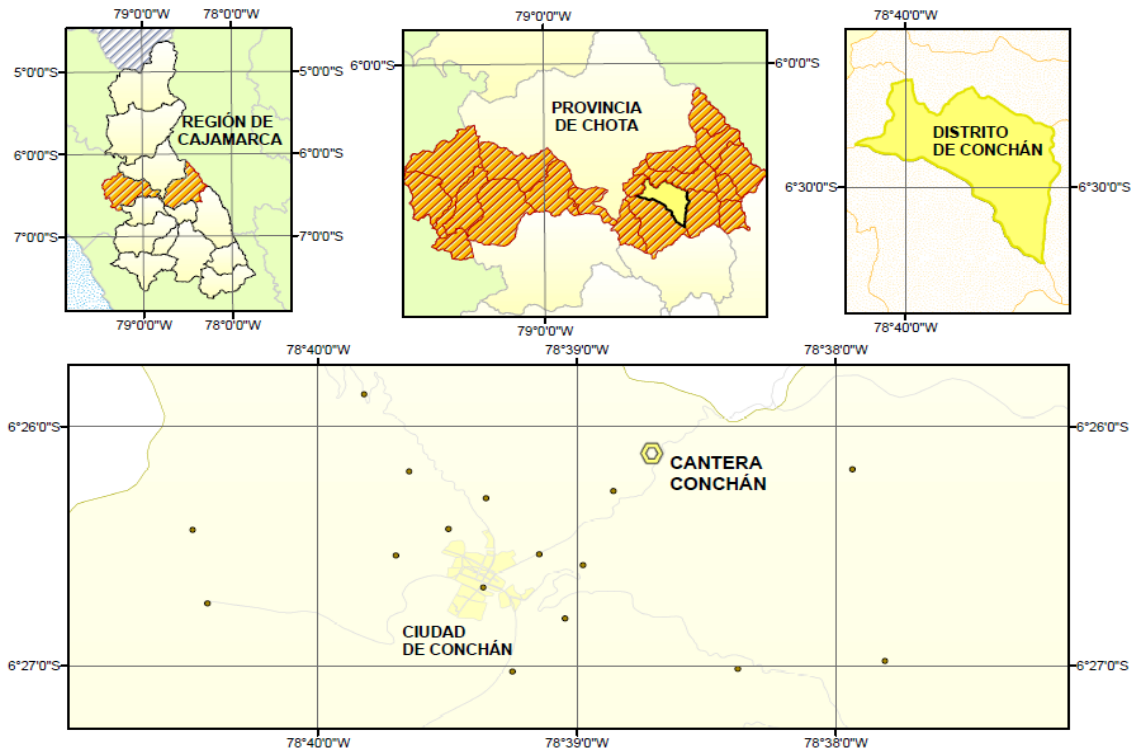 79°0'0"W 78°0'0"W
5°0'0"S 5°0'0"S
REGIÓN DE
CAJAMARCA
6°0'0"S 6°0'0"S
7°0'0"S 7°0'0"S
79°0'0"W 78°0'0"W
79°0'0"W
6°0'0"S 6°0'0"S
PROVINCIA
DE CHOTA
79°0'0"W
78°40'0"W
DISTRITO
DE CONCHÁN
6°30'0"S 6°30'0"S
78°40'0"W
78°40'0"W 78°39'0"W 78°38'0"W
6°26'0"S 6°26'0"S
CANTERA
CONCHÁN
CIUDAD
DE CONCHÁN
6°27'0"S 6°27'0"S
78°40'0"W 78°39'0"W 78°38'0"W